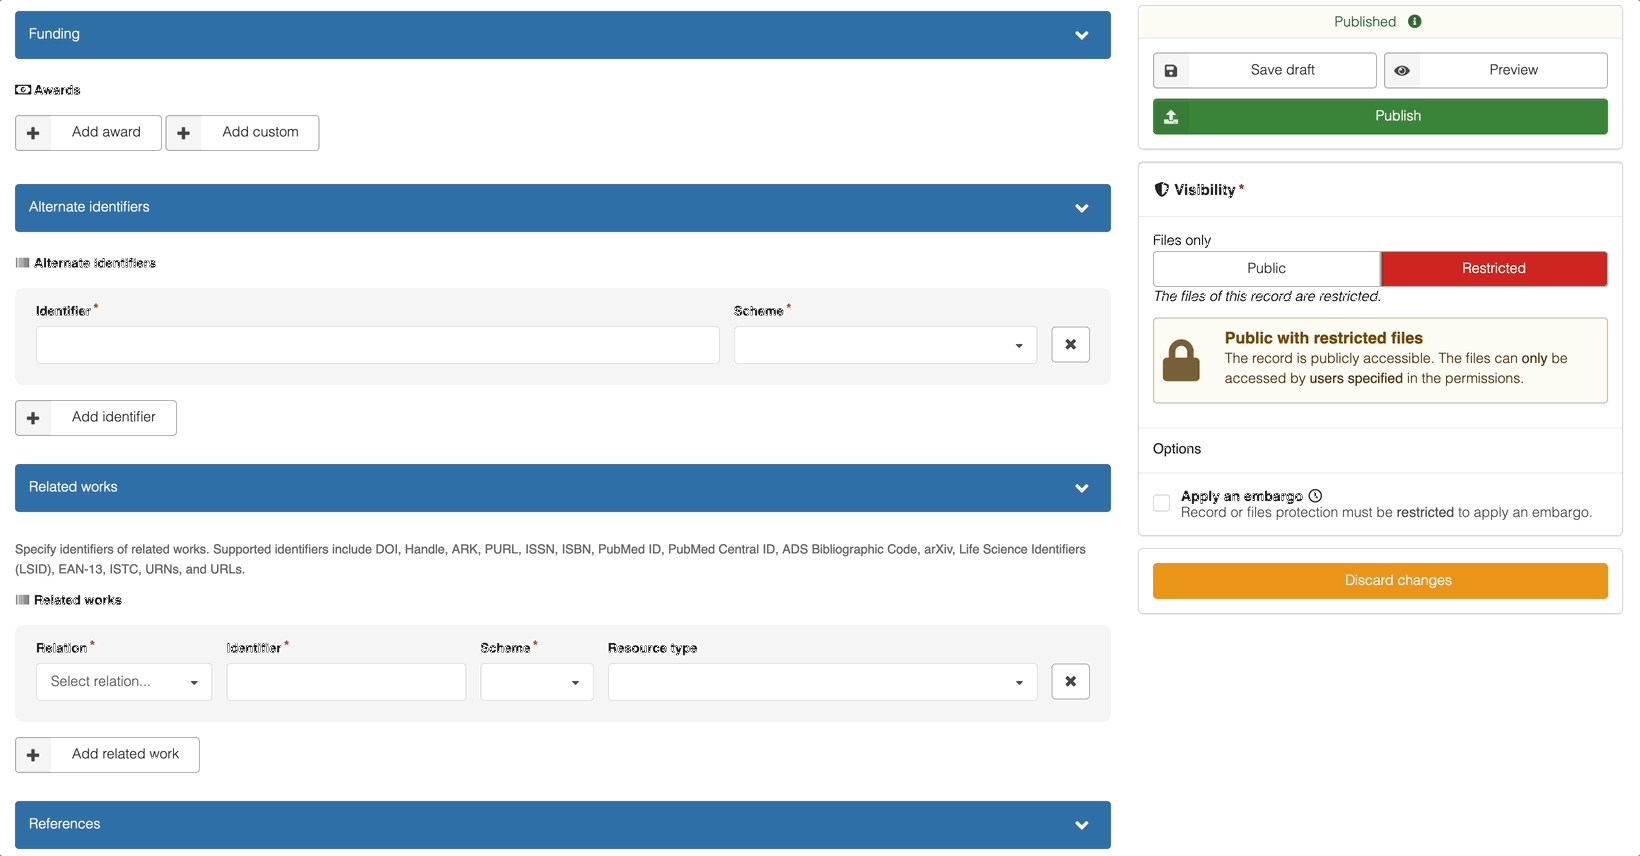 Funding
Awards
Add award
Add custom
Alternate identifiers
Alternate identifiers
Identifier *
Scheme *
Add identifier
Related works
Specify identifiers of related works. Supported identifiers include DOI, Handle, ARK, PURL, ISSN, ISBN, PubMed ID, PubMed Central ID, ADS Bibliographic Code, arXiv, Life Science Identifiers
(LSID), EAN-13, ISTC, URNs, and URLs.
Related works
Relation * Identifier * Scheme * Resource type
Select relation...
Add related work
References
Published
Save draft
Preview
Publish
Visibility *
Files only
Public
Restricted
The files of this record are restricted.
Public with restricted files
The record is publicly accessible. The files can only be
accessed by users specified in the permissions.
Options
Apply an embargo
Record or files protection must be restricted to apply an embargo.
Discard changes